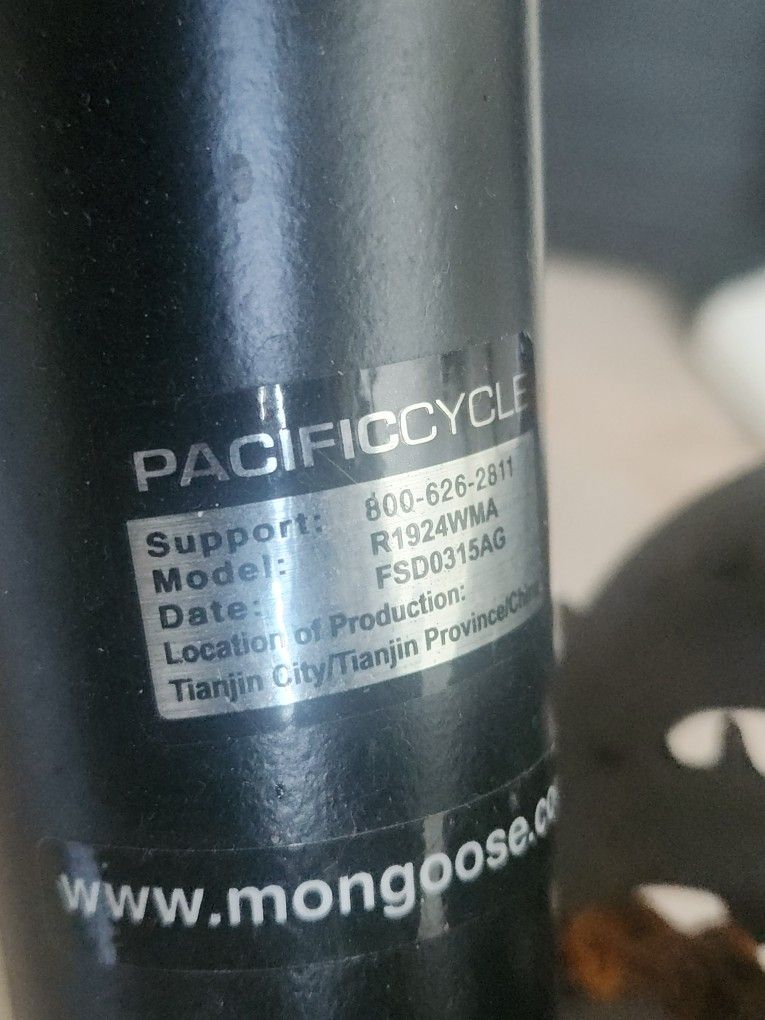 PACIFICCYCLE
Support: 800-626-2811
Model: R1924WMA
Date: FSD0315AG
Location of Production:
Tianjin City/Tianjin Province/China
www.mongoose.co